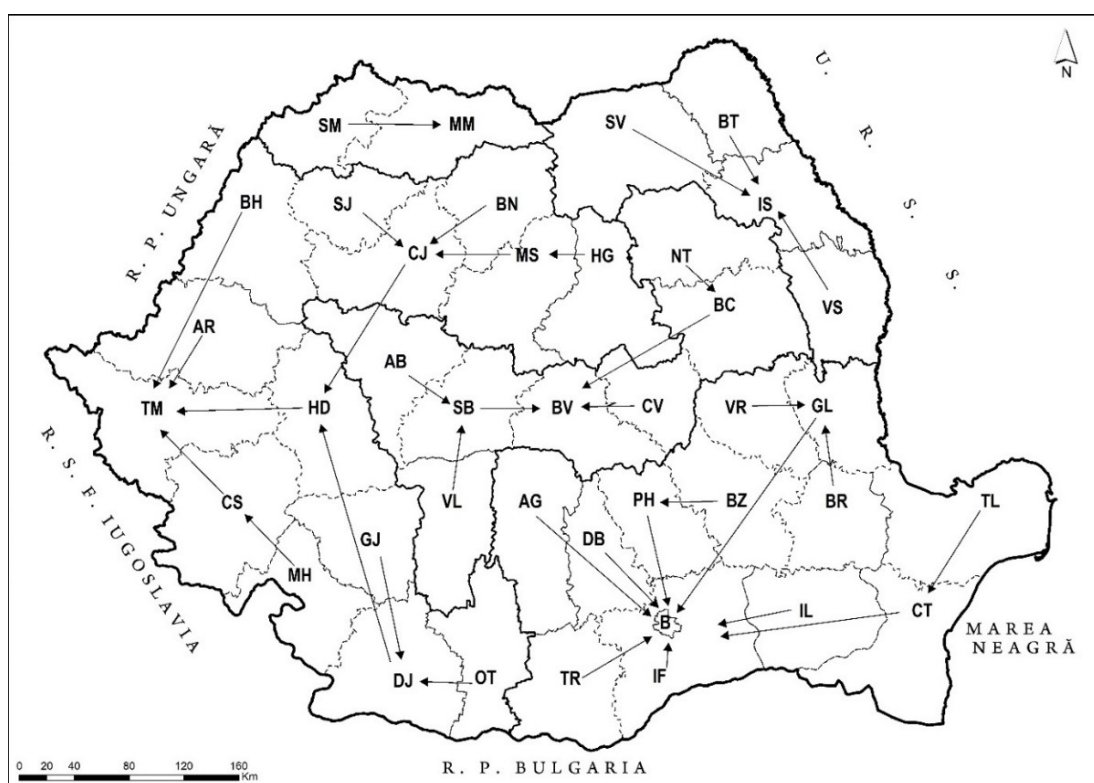 N
U. R. S. S.
R. P. UNGARĂ
SM
MM
SV
BT
BH
SJ
BN
IS
CJ
MS
HG
NT
BC
VS
AR
AB
TM
HD
SB
BV
CV
VR
GL
R. S. F. IUGOSLAVIA
CS
VL
AG
PH
BZ
BR
TL
GJ
DB
MH
B
IL
CT
MAREA
NEAGRĂ
DJ
OT
TR
IF
0 20 40 80 120 160
Km
R. P. BULGARIA